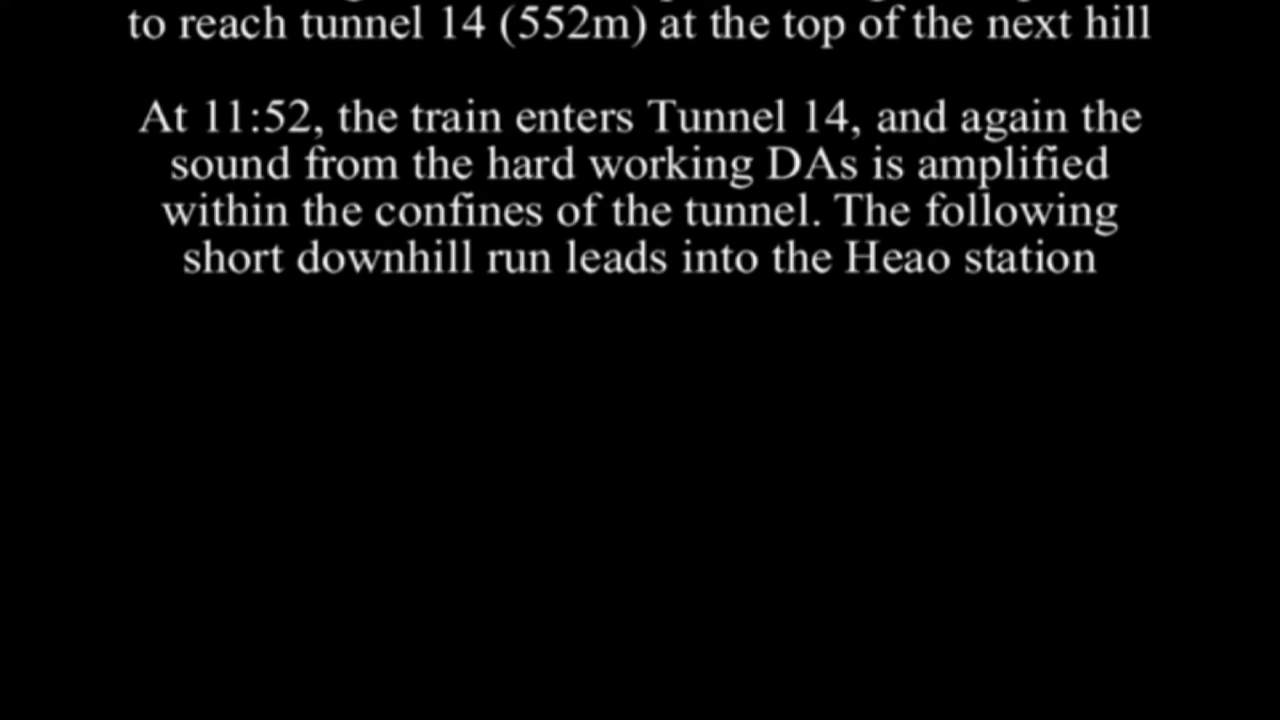 to reach tunnel 14 (552m) at the top of the next hill
At 11:52, the train enters Tunnel 14, and again the
sound from the hard working DAs is amplified
within the confines of the tunnel. The following
short downhill run leads into the Heao station